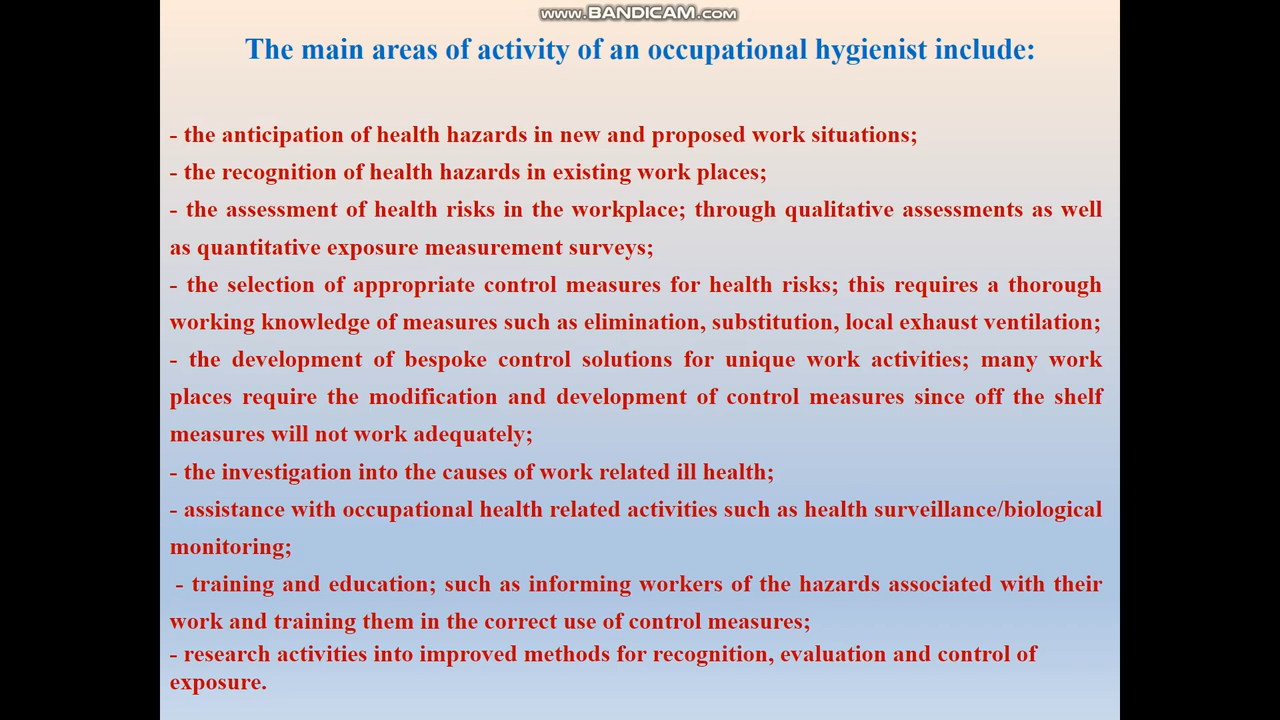 www.BANDICAM.com
The main areas of activity of an occupational hygienist include:
- the anticipation of health hazards in new and proposed work situations;
- the recognition of health hazards in existing work places;
- the assessment of health risks in the workplace; through qualitative assessments as well
as quantitative exposure measurement surveys;
- the selection of appropriate control measures for health risks; this requires a thorough
working knowledge of measures such as elimination, substitution, local exhaust ventilation;
- the development of bespoke control solutions for unique work activities; many work
places require the modification and development of control measures since off the shelf
measures will not work adequately;
- the investigation into the causes of work related ill health;
- assistance with occupational health related activities such as health surveillance/biological
monitoring;
- training and education; such as informing workers of the hazards associated with their
work and training them in the correct use of control measures;
- research activities into improved methods for recognition, evaluation and control of
exposure.